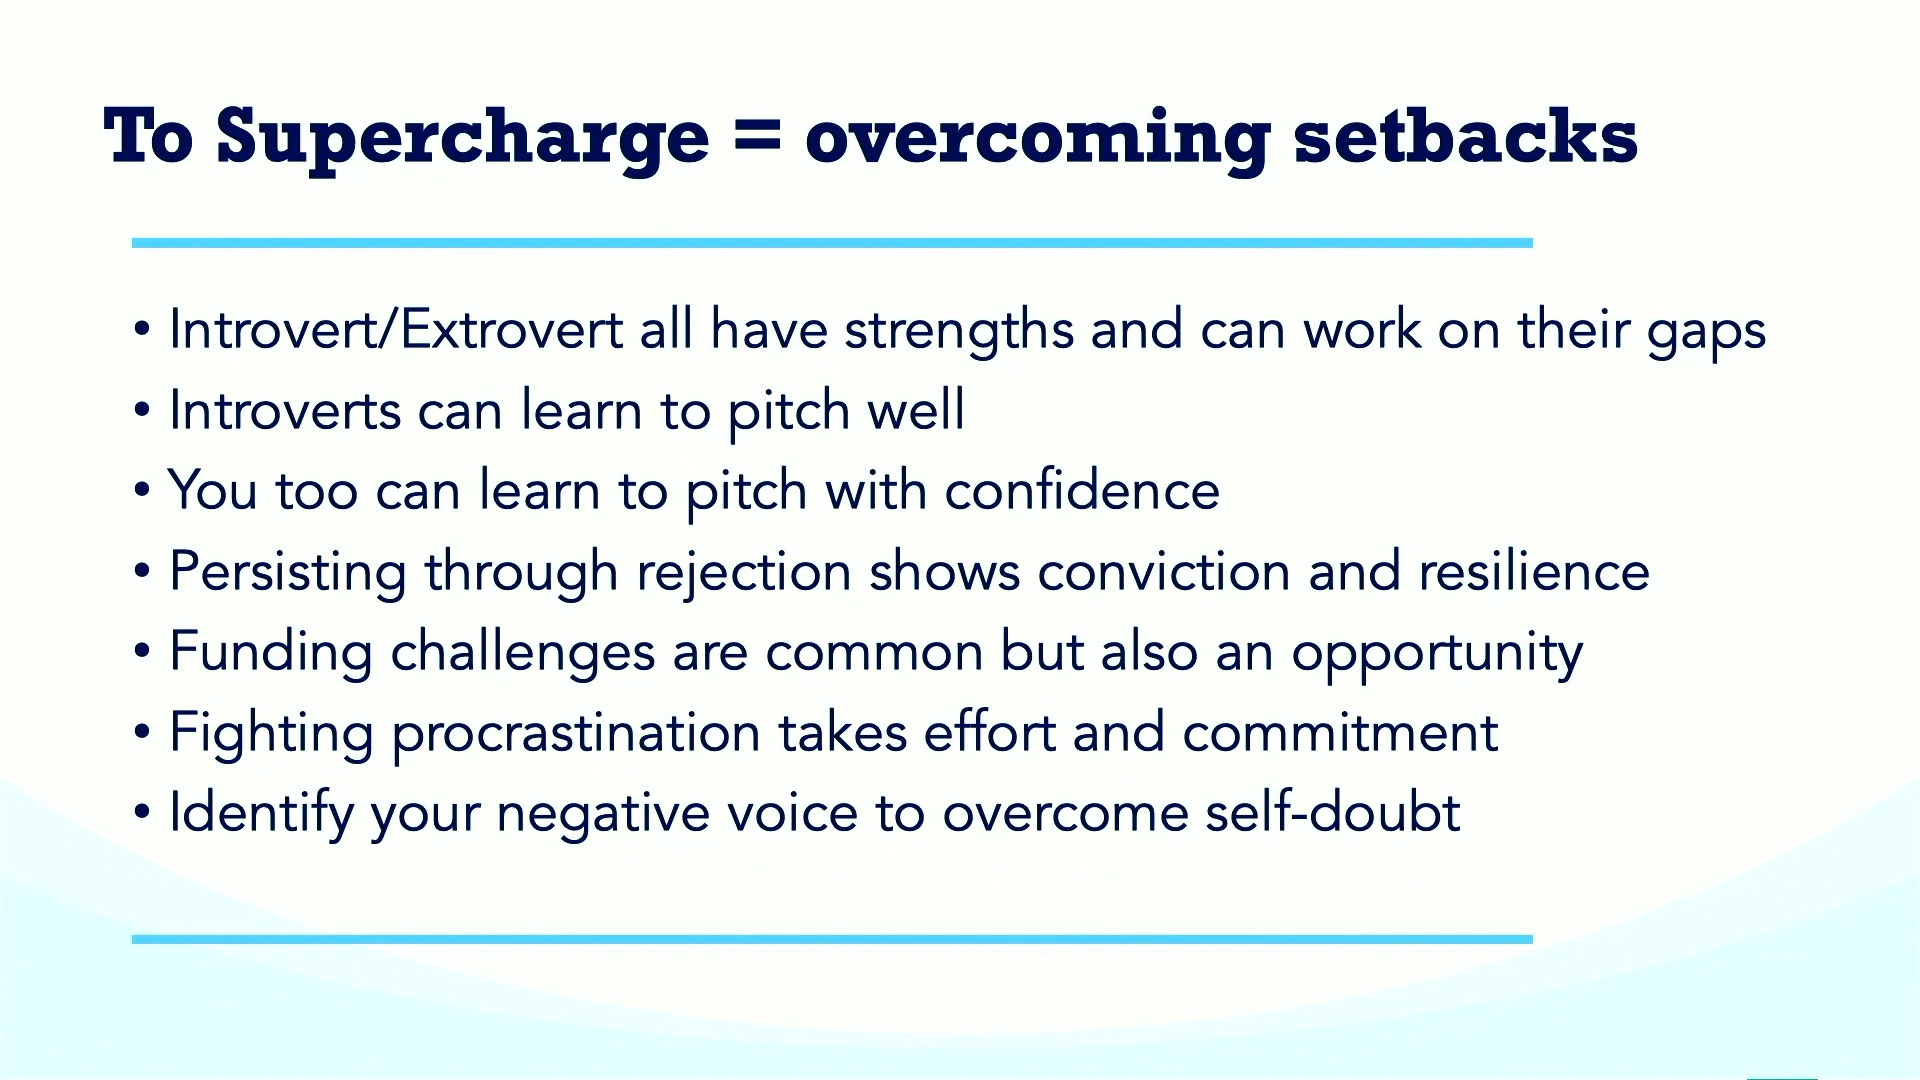 To Supercharge = overcoming setbacks
• Introvert/Extrovert all have strengths and can work on their gaps
• Introverts can learn to pitch well
• You too can learn to pitch with confidence
• Persisting through rejection shows conviction and resilience
• Funding challenges are common but also an opportunity
• Fighting procrastination takes effort and commitment
• Identify your negative voice to overcome self-doubt